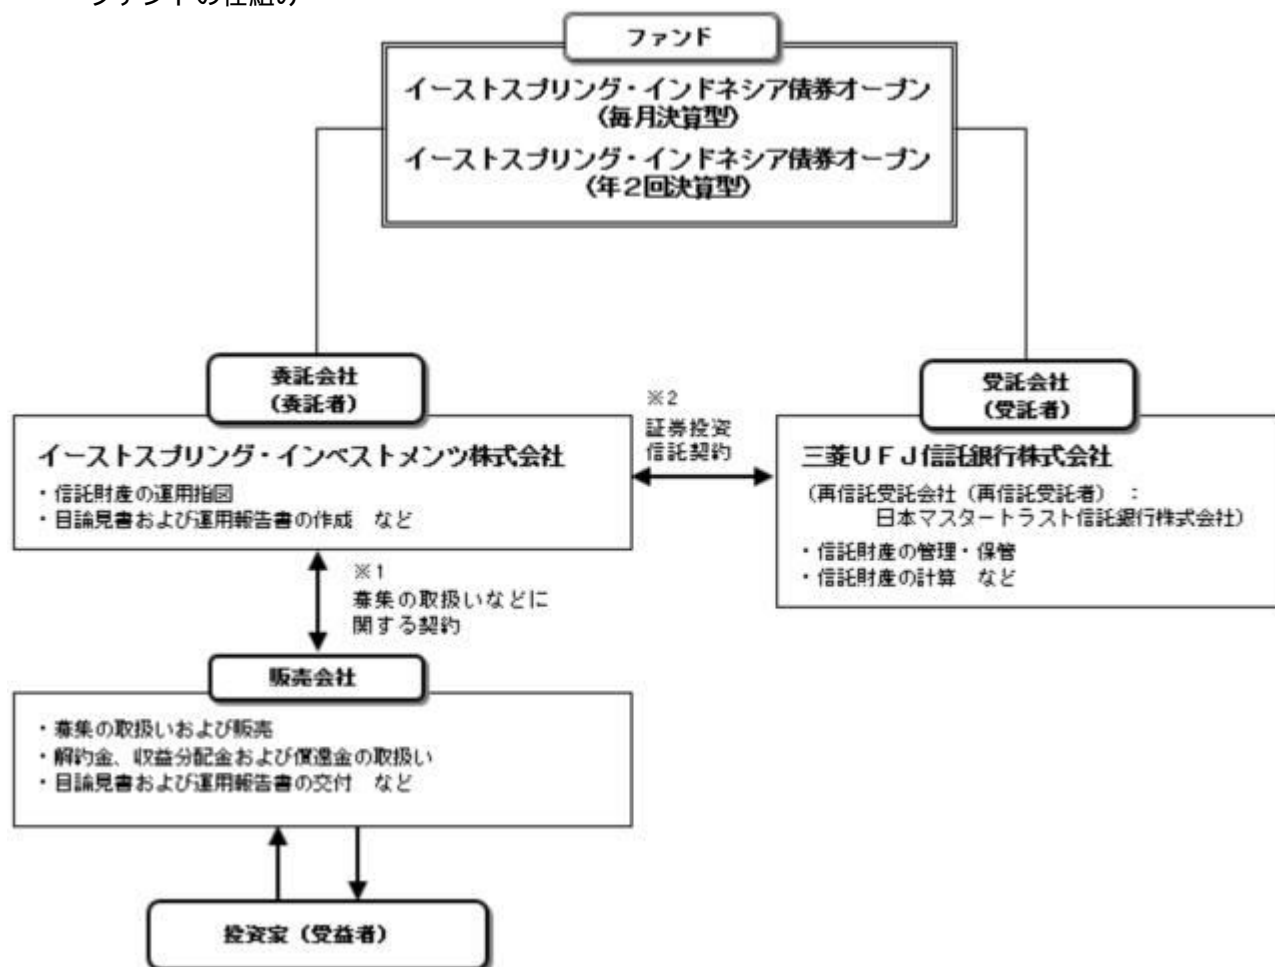 ファンドの仕組み
ファンド
イーストスプリング・インドネシア債券オープン
(毎月決算型)
イーストスプリング・インドネシア債券オープン
(年2回決算型)
委託会社
(委託者)
イーストスプリング・インベストメンツ株式会社
・信託財産の運用指図
・目論見書および運用報告書の作成 など
※2
証券投資
信託契約
受託会社
(受託者)
三菱UFJ信託銀行株式会社
(再信託受託会社(再信託受託者) :
日本マスタートラスト信託銀行株式会社)
・信託財産の管理・保管
・信託財産の計算 など
※1
募集の取扱いなどに
関する契約
販売会社
・募集の取扱いおよび販売
・解約金、収益分配金および償還金の取扱い
・目論見書および運用報告書の交付 など
投資家(受益者)